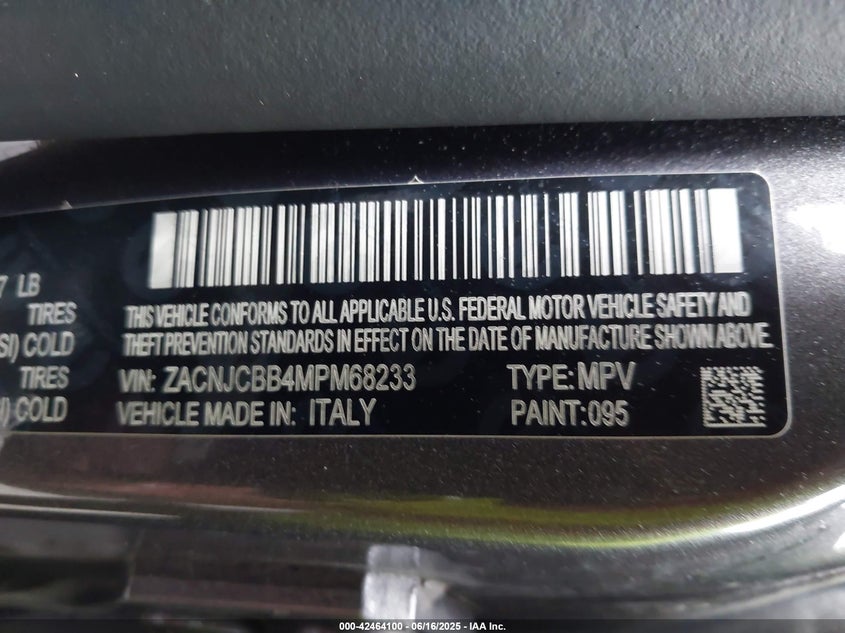 7 LB
TIRES
SI) COLD
TIRES
I) COLD
THIS VEHICLE CONFORMS TO ALL APPLICABLE U.S. FEDERAL MOTOR VEHICLE SAFETY AND
THEFT PREVENTION STANDARDS IN EFFECT ON THE DATE OF MANUFACTURE SHOWN ABOVE.
VIN: ZACNJCBB4MPM68233 TYPE: MPV
VEHICLE MADE IN: ITALY PAINT: 095
000-42464100 - 06/16/2025 - IAA Inc.